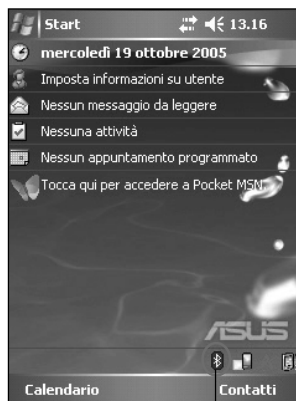 Start 13.16
mercoledì 19 ottobre 2005
Imposta informazioni su utente
Nessun messaggio da leggere
Nessuna attività
Nessun appuntamento programmato
Tocca qui per accedere a Pocket MSN.
ASUS
Calendario Contatti